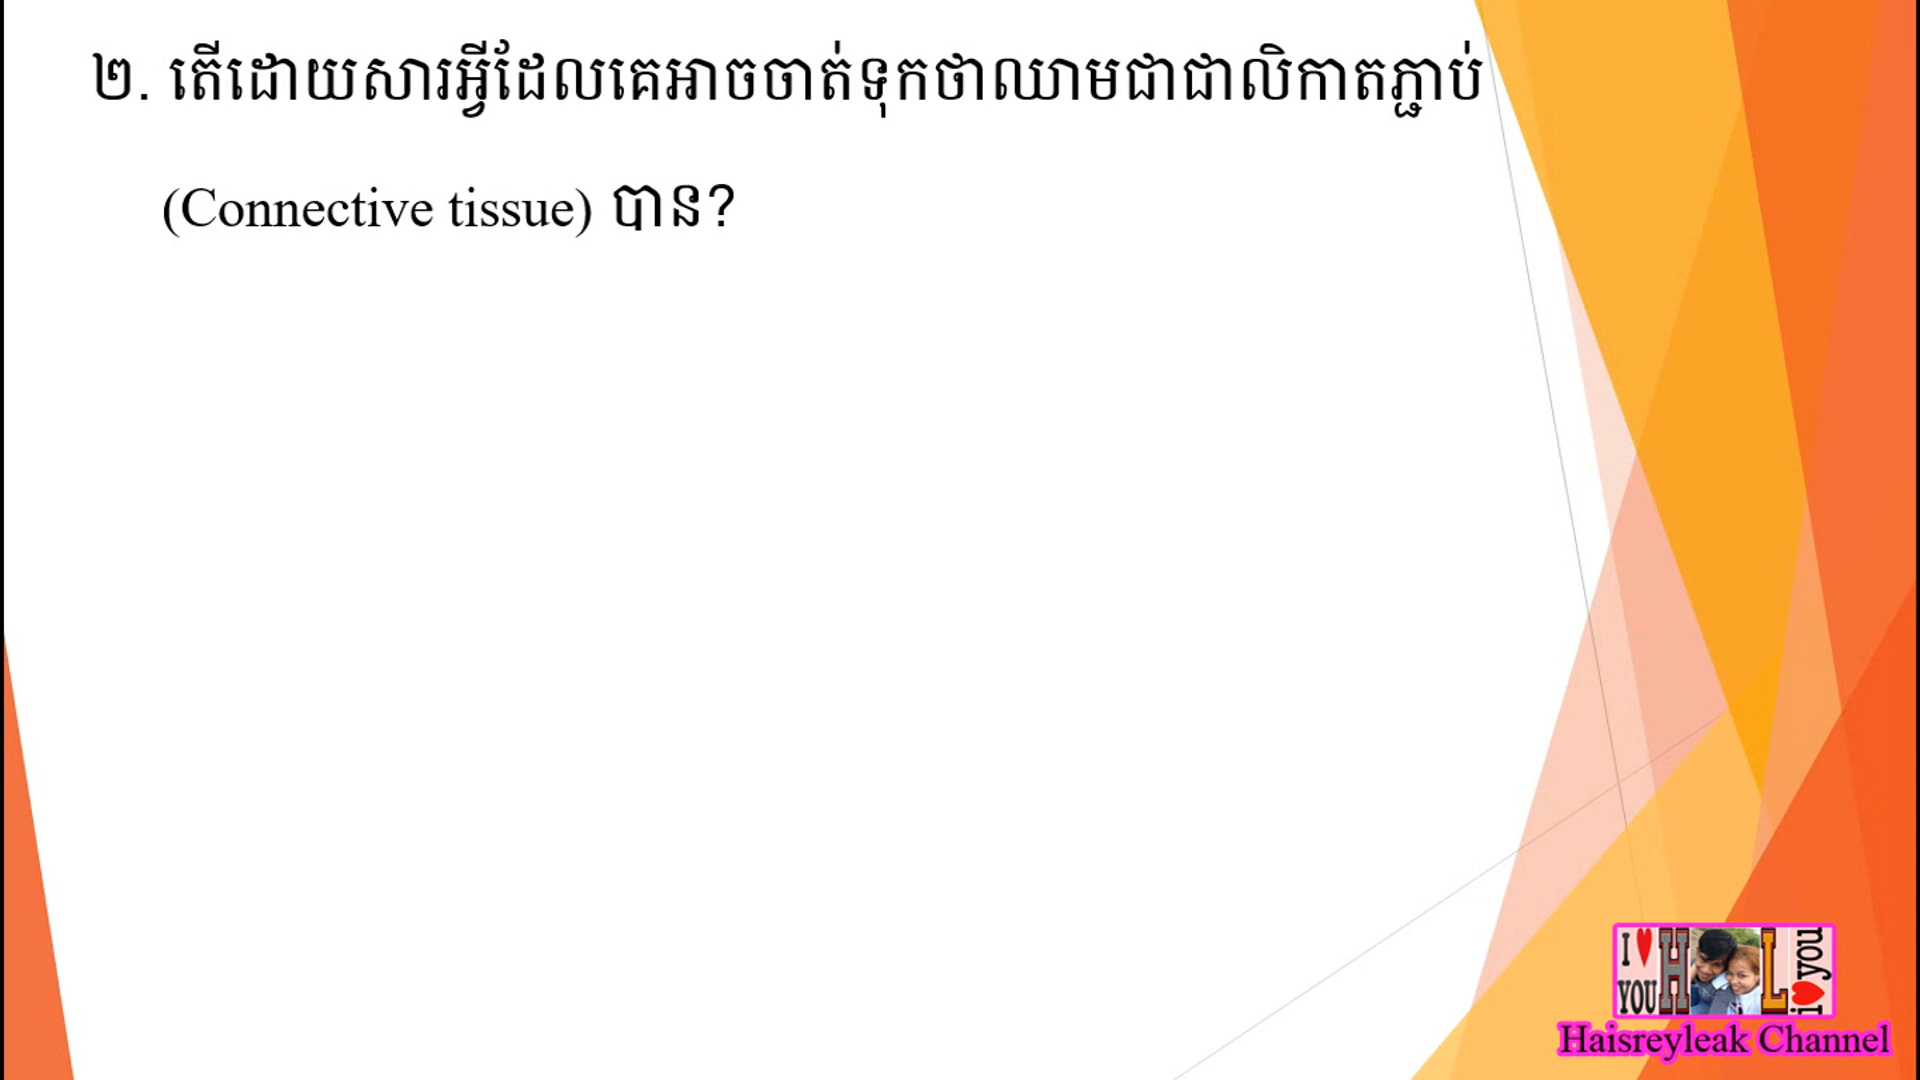 ២. តើដោយសារអ្វីដែលគេអាចចាត់ទុកថាឈាមជាជាលិកាតភ្ជាប់
(Connective tissue) បាន?
I ♥ YOU H L i ♥ you
Haisreyleak Channel